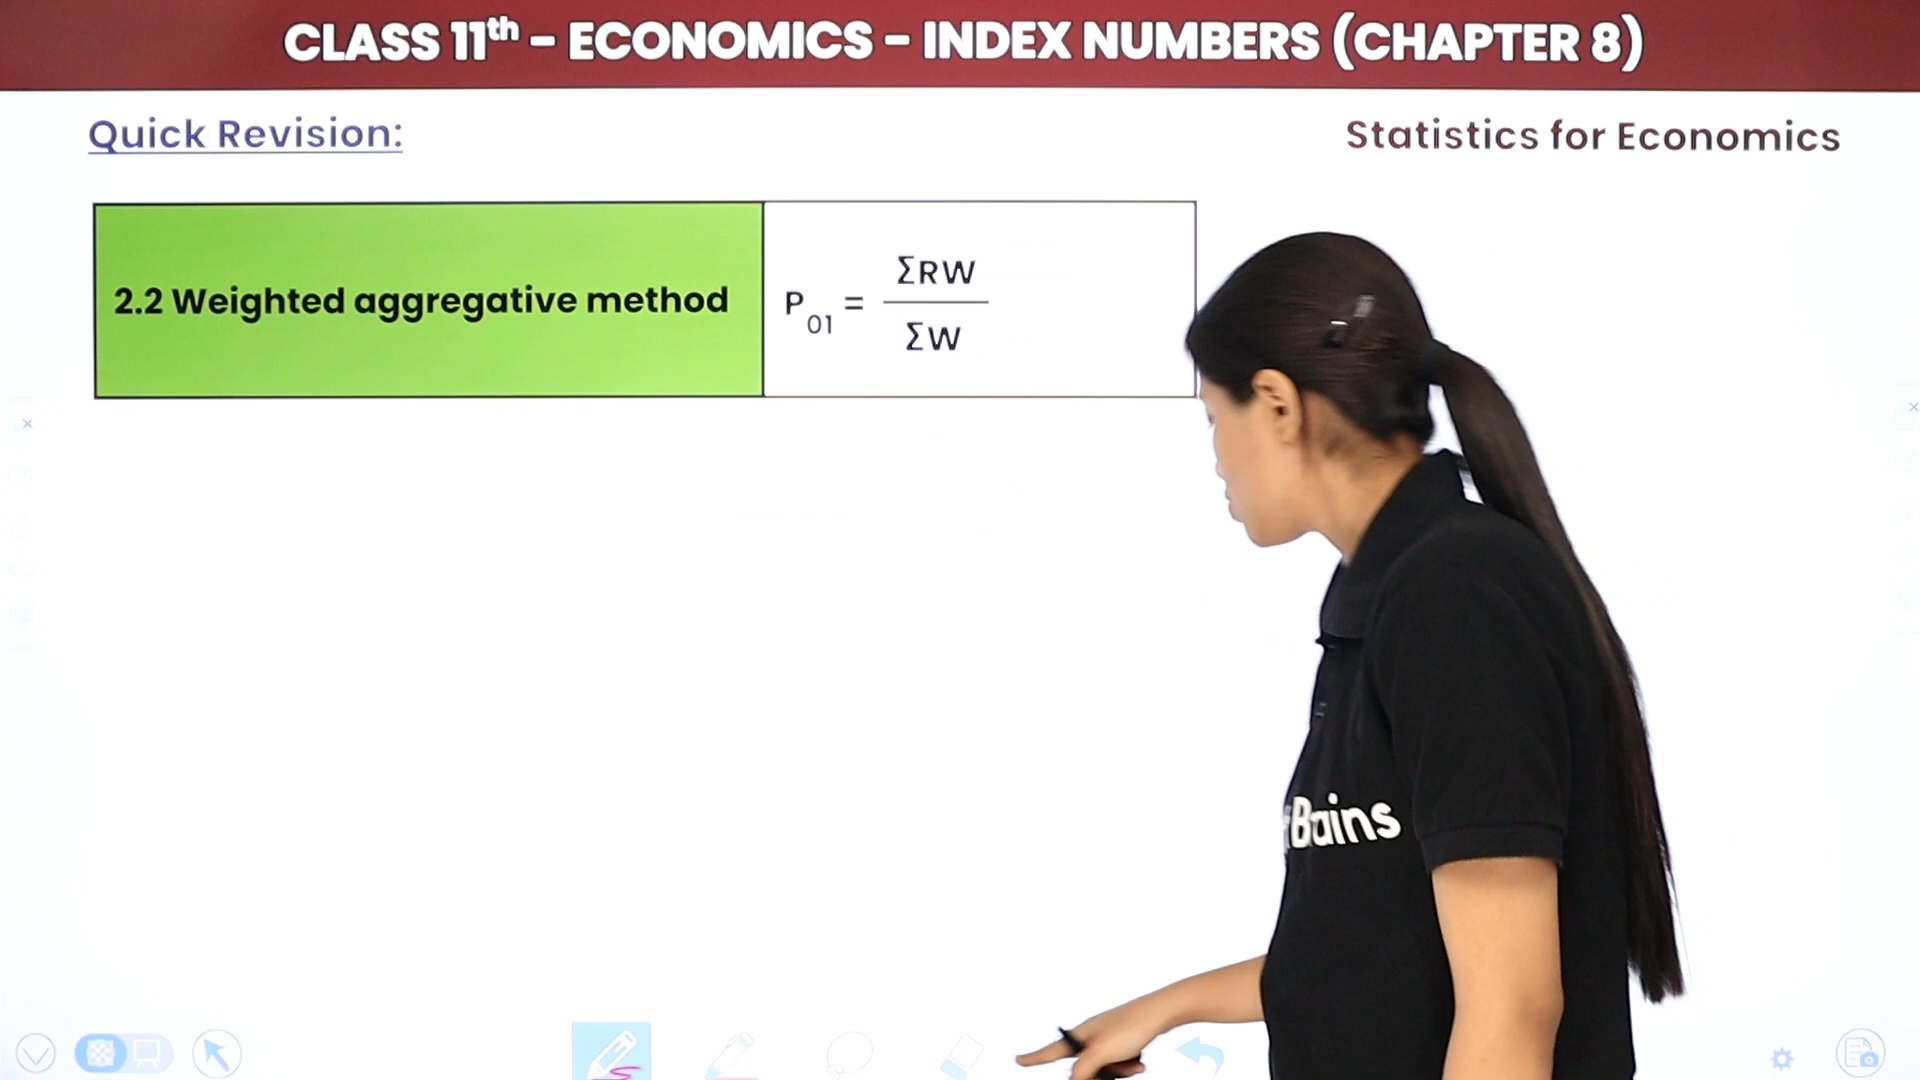 CLASS 11th – ECONOMICS – INDEX NUMBERS (CHAPTER 8)
Quick Revision:
Statistics for Economics
2.2 Weighted aggregative method
P01 = ΣRW / ΣW
Brains